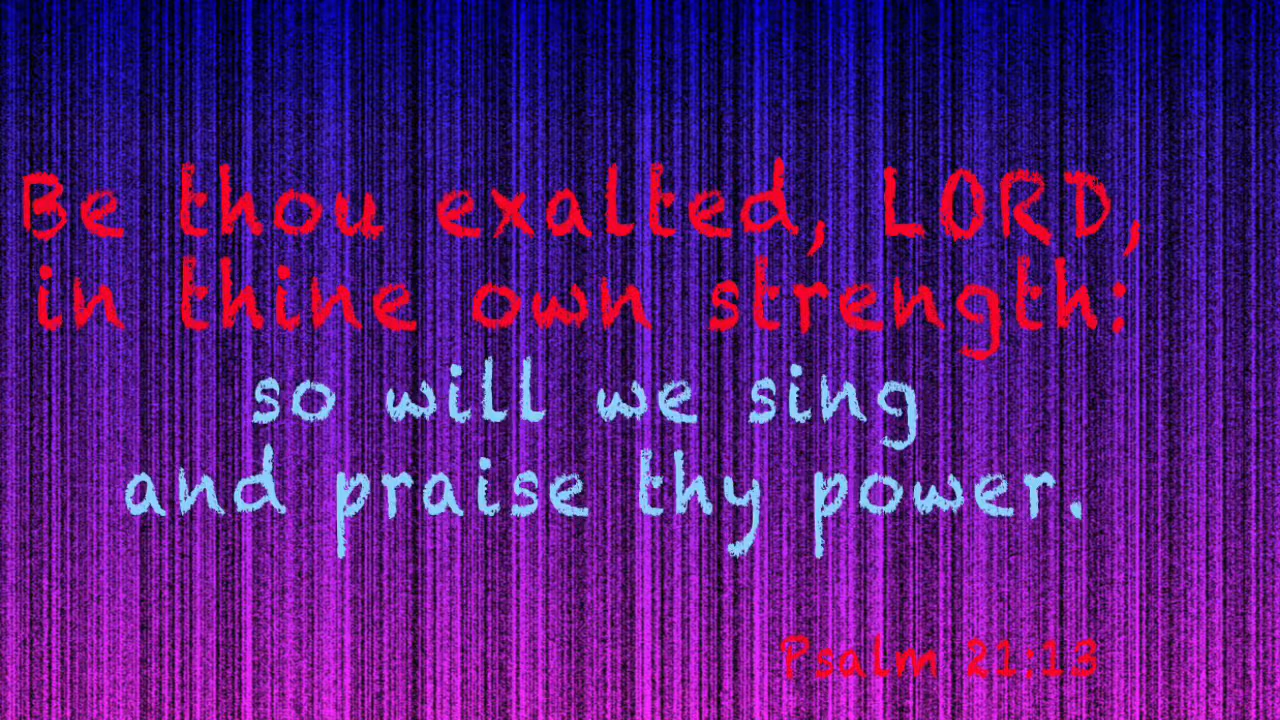 Be thou exalted, LORD,
in thine own strength:
so will we sing
and praise thy power.
Psalm 21:13